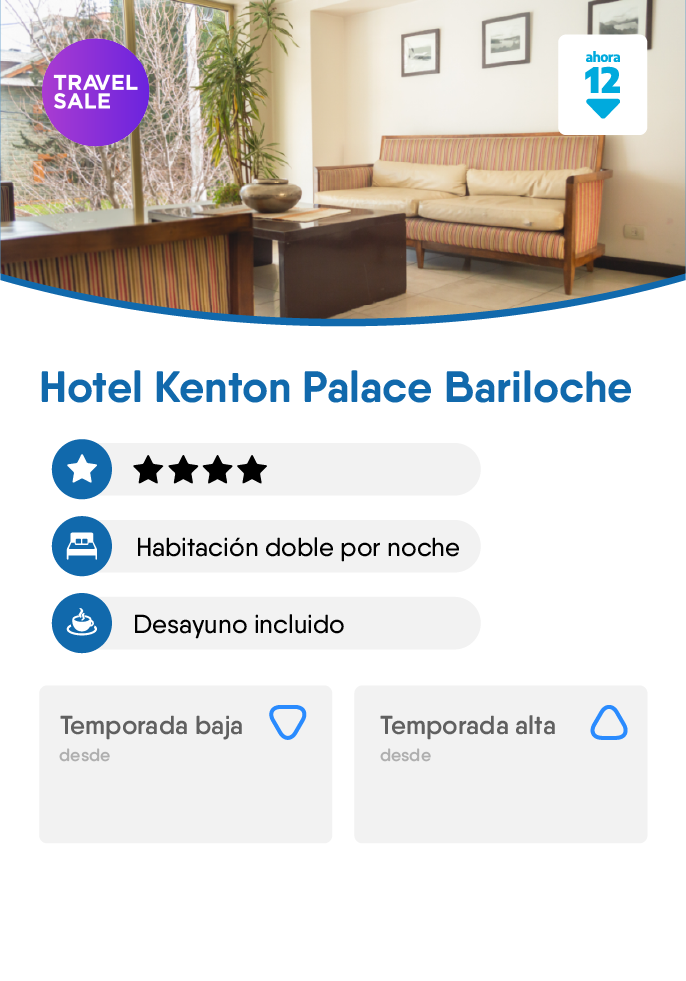 TRAVEL
SALE
ahora
12
Hotel Kenton Palace Bariloche
Habitación doble por noche
Desayuno incluido
Temporada baja
desde
Temporada alta
desde